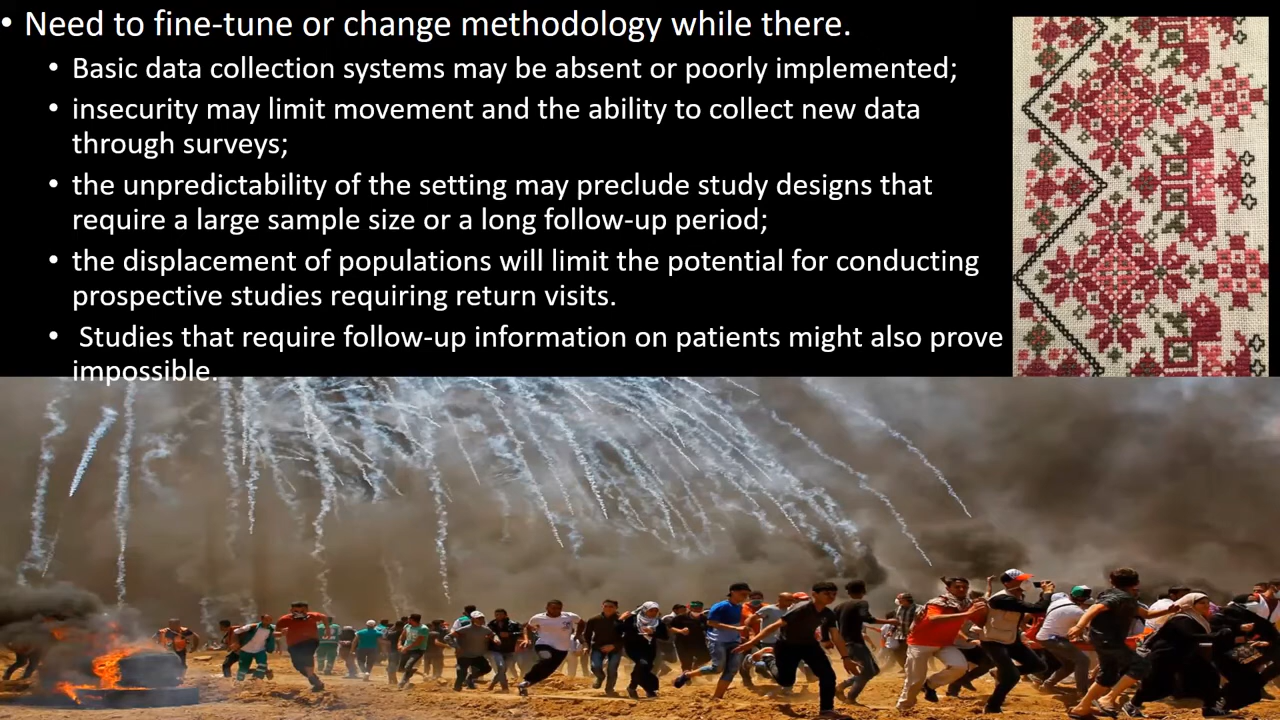 • Need to fine-tune or change methodology while there.
• Basic data collection systems may be absent or poorly implemented;
• insecurity may limit movement and the ability to collect new data
through surveys;
• the unpredictability of the setting may preclude study designs that
require a large sample size or a long follow-up period;
• the displacement of populations will limit the potential for conducting
prospective studies requiring return visits.
• Studies that require follow-up information on patients might also prove
impossible.